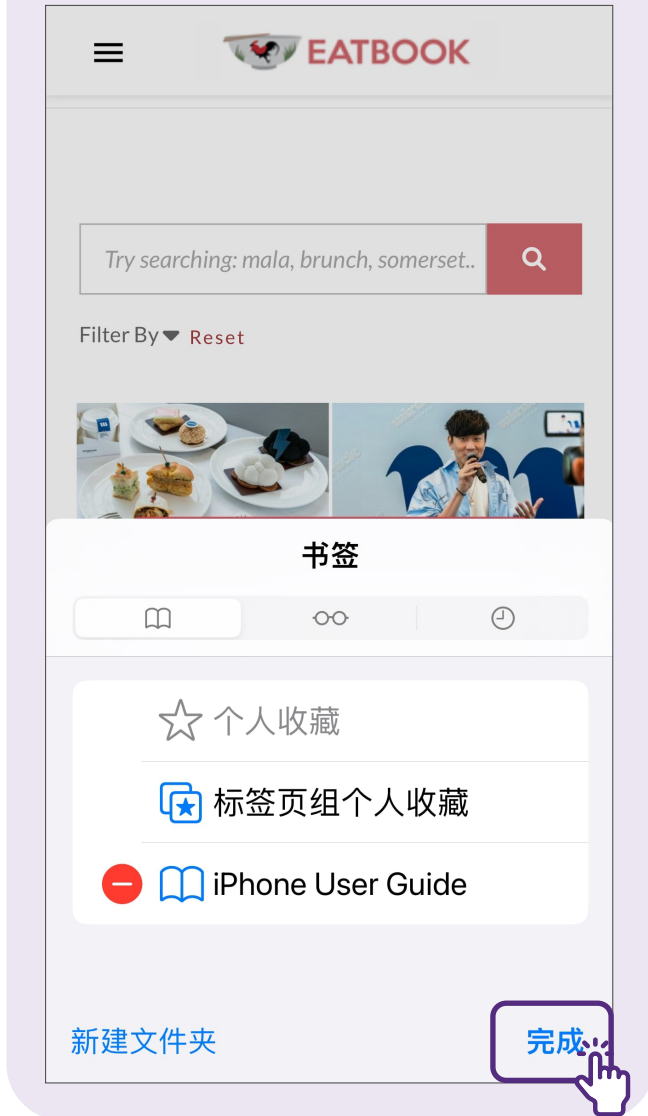 EATBOOK
Try searching: mala, brunch, somerset..
Filter By Reset
书签
个人收藏
标签页组个人收藏
iPhone User Guide
新建文件夹 完成